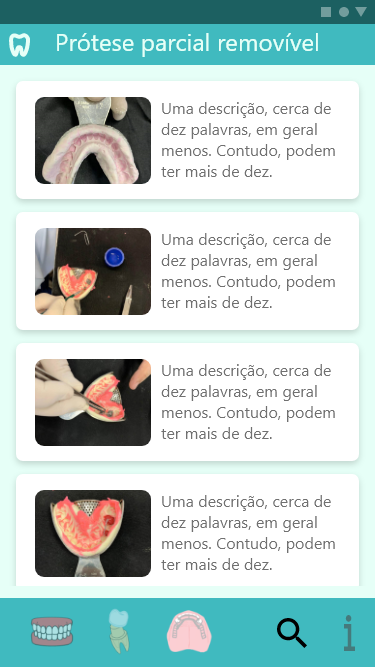 Prótese parcial removível
Uma descrição, cerca de
dez palavras, em geral
menos. Contudo, podem
ter mais de dez.
Uma descrição, cerca de
dez palavras, em geral
menos. Contudo, podem
ter mais de dez.
Uma descrição, cerca de
dez palavras, em geral
menos. Contudo, podem
ter mais de dez.
Uma descrição, cerca de
dez palavras, em geral
menos. Contudo, podem
ter mais de dez.